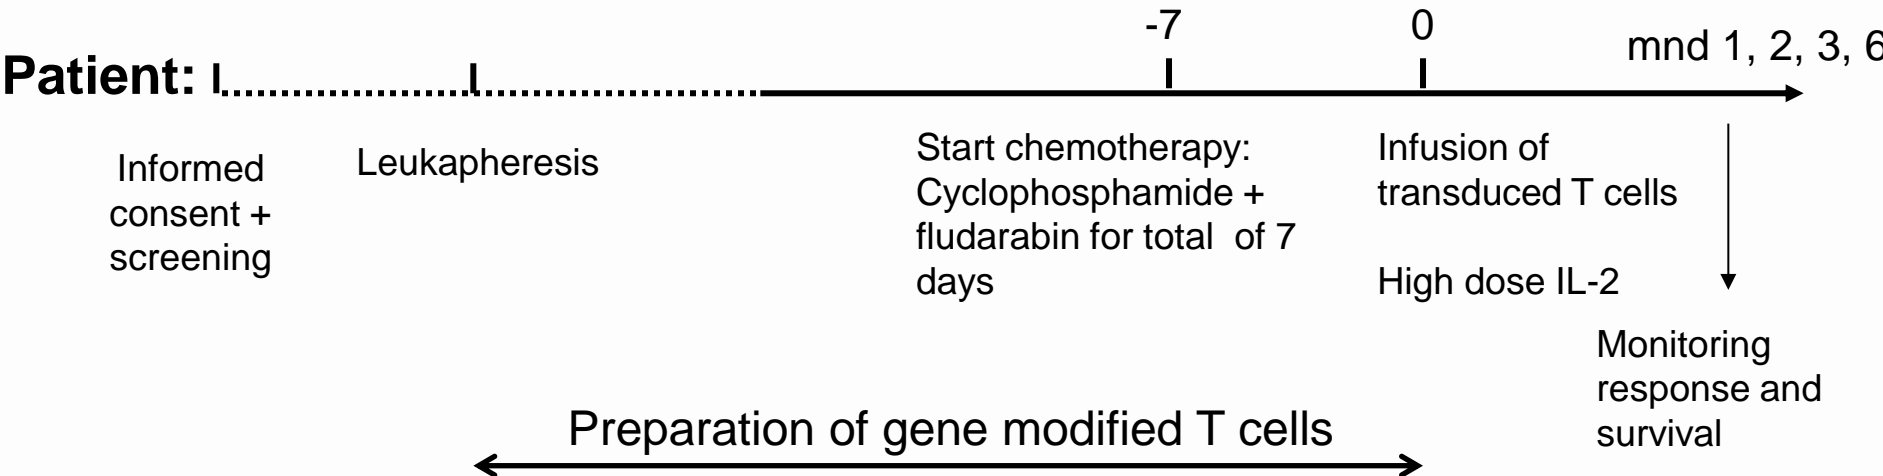 -7
0
mnd 1, 2, 3, 6
Patient:
Informed
consent +
screening
Leukapheresis
Start chemotherapy:
Cyclophosphamide +
fludarabin for total of 7
days
Infusion of
transduced T cells
High dose IL-2
Monitoring
response and
survival
Preparation of gene modified T cells